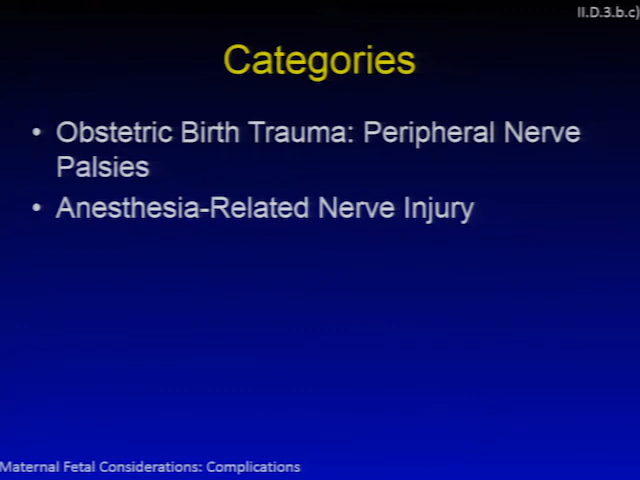 II.D.3.b.c)
Categories
• Obstetric Birth Trauma: Peripheral Nerve
Palsies
• Anesthesia-Related Nerve Injury
Maternal Fetal Considerations: Complications